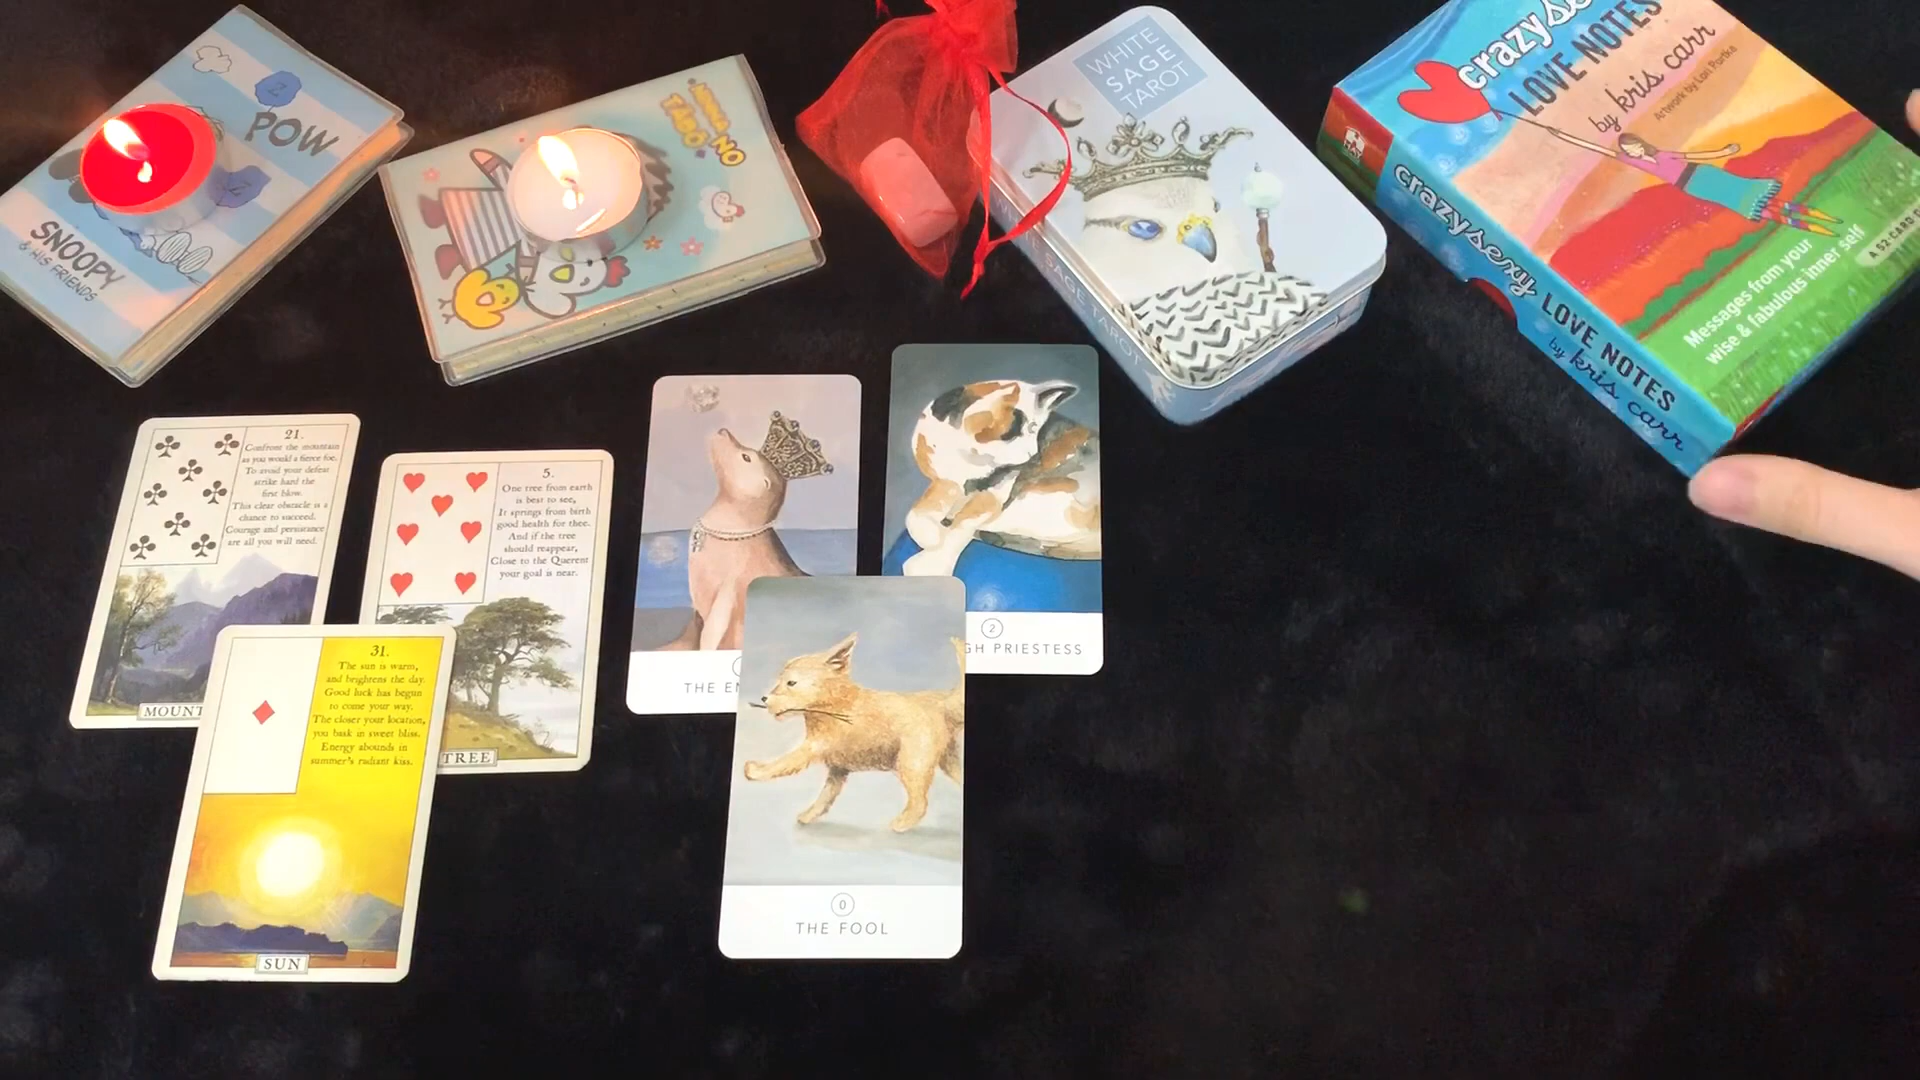 POW
SNOOPY
& HIS FRIENDS
TABO
WHITE
SAGE
TAROT
WHITE SAGE TAROT
crazy
LOVE NOTES
by kris carr
Artwork by Lori Portka
Messages from your
wise & fabulous inner self
A 52-CARD
crazy sexy LOVE NOTES
by kris carr
21.
Confront the mountain
as you would a fierce foe.
To avoid your defeat
strike hard the
first blow.
This clear obstacle is a
chance to succeed.
Courage and persistance
are all you will need.
MOUNT
5.
One tree from earth
is best to see,
It springs from birth
good health for thee.
And if the tree
should reappear,
Close to the Querent
your goal is near.
TREE
31.
The sun is warm,
and brightens the day.
Good luck has begun
to come your way.
The closer your location,
you bask in sweet bliss.
Energy abounds in
summer's radiant kiss.
SUN
THE EM
2
GH PRIESTESS
0
THE FOOL